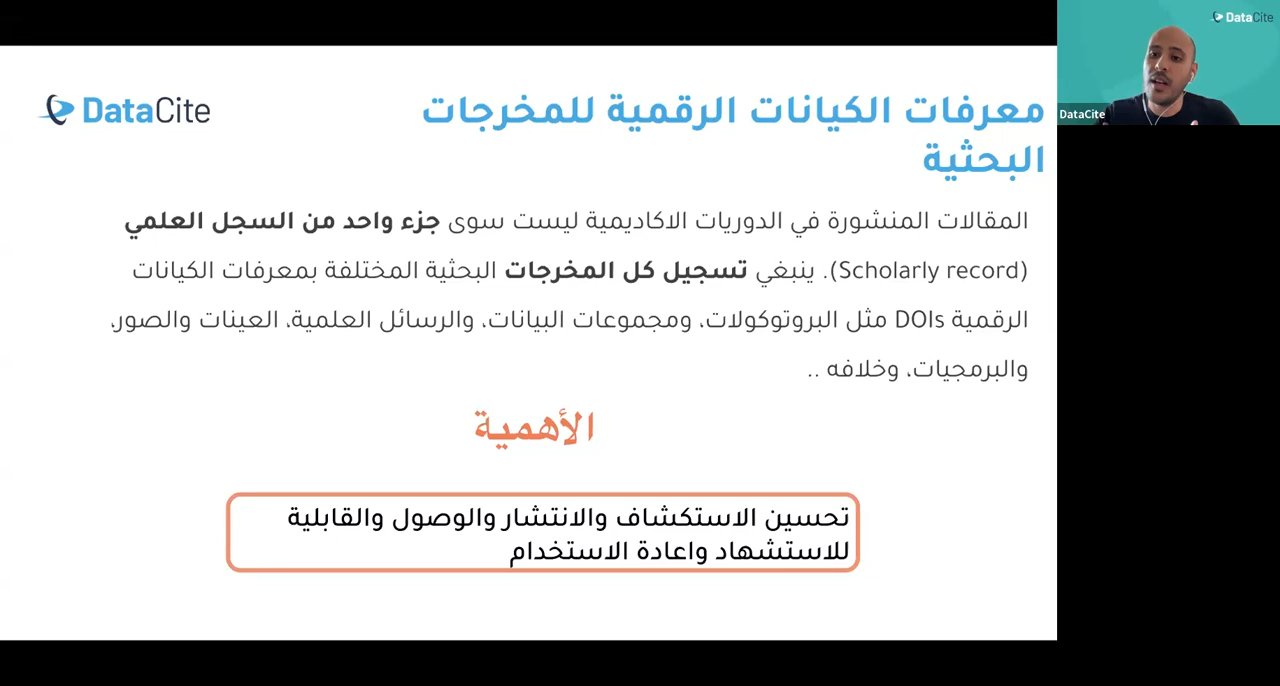 DataCite
معرفات الكيانات الرقمية للمخرجات
البحثية
المقالات المنشورة في الدوريات الاكاديمية ليست سوى جزء واحد من السجل العلمي
(Scholarly record). ينبغي تسجيل كل المخرجات البحثية المختلفة بمعرفات الكيانات
الرقمية DOIs مثل البروتوكولات، ومجموعات البيانات، والرسائل العلمية، العينات والصور،
والبرمجيات، وخلافه ..
الأهمية
تحسين الاستكشاف والانتشار والوصول والقابلية
للاستشهاد واعادة الاستخدام
DataCite
DataCite